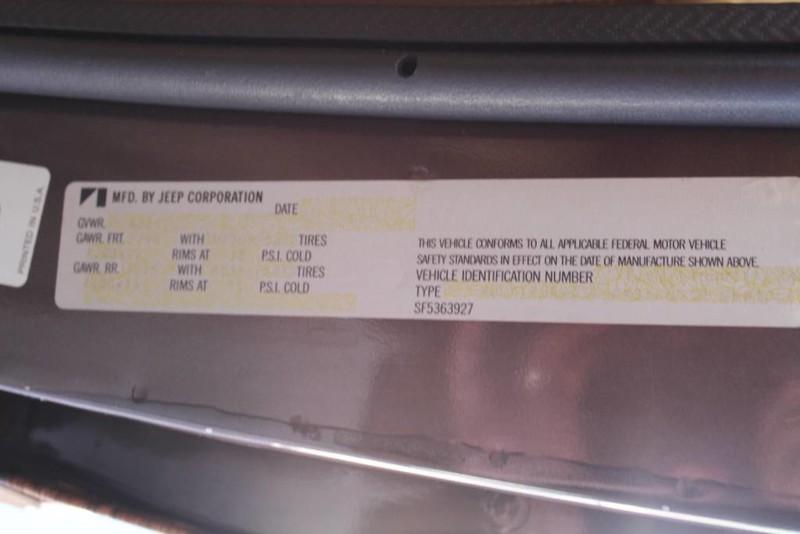 MFD. BY JEEP CORPORATION
DATE
GVWR.
GAWR. FRT. WITH TIRES
RIMS AT P.S.I. COLD
GAWR. RR. WITH TIRES
RIMS AT P.S.I. COLD
THIS VEHICLE CONFORMS TO ALL APPLICABLE FEDERAL MOTOR VEHICLE
SAFETY STANDARDS IN EFFECT ON THE DATE OF MANUFACTURE SHOWN ABOVE.
VEHICLE IDENTIFICATION NUMBER
TYPE
SF5363927
PRINTED IN U.S.A.